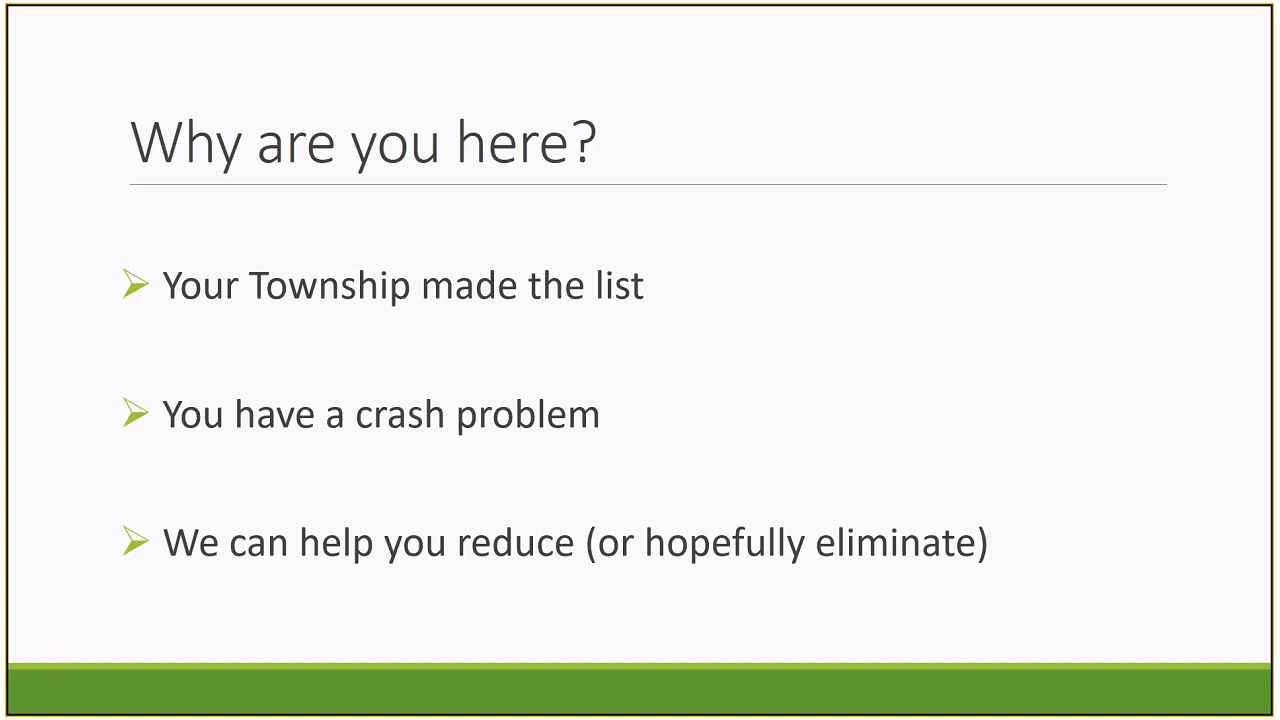 Why are you here?
Your Township made the list
You have a crash problem
We can help you reduce (or hopefully eliminate)